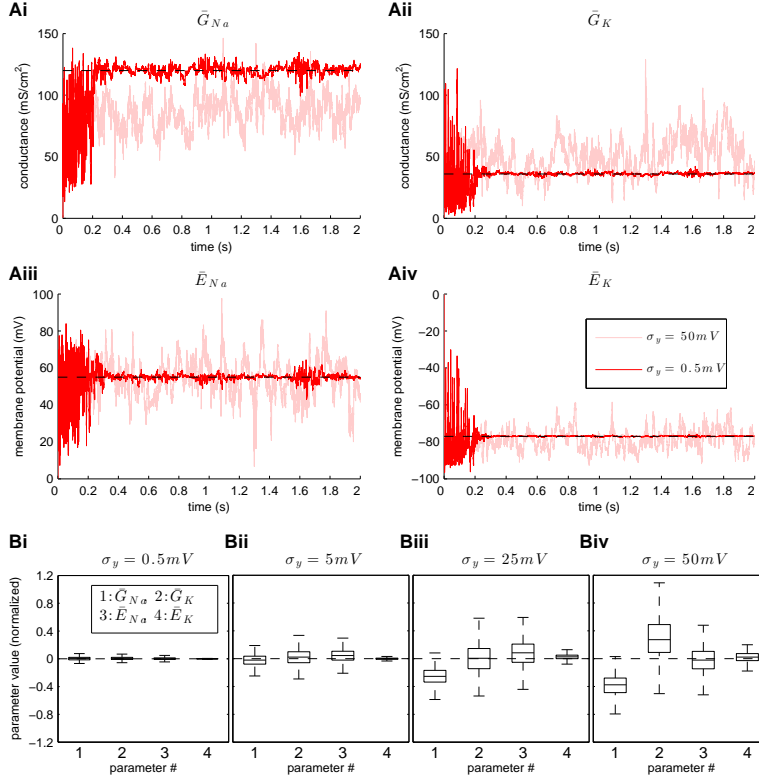 Ai
Ḡ_Na
conductance (mS/cm²)
150
100
50
0
0 0.2 0.4 0.6 0.8 1 1.2 1.4 1.6 1.8 2
time (s)
Aii
Ḡ_K
conductance (mS/cm²)
150
100
50
0
0 0.2 0.4 0.6 0.8 1 1.2 1.4 1.6 1.8 2
time (s)
Aiii
Ē_Na
membrane potential (mV)
100
80
60
40
20
0
0 0.2 0.4 0.6 0.8 1 1.2 1.4 1.6 1.8 2
time (s)
Aiv
Ē_K
membrane potential (mV)
0
−20
−40
−60
−80
−100
0 0.2 0.4 0.6 0.8 1 1.2 1.4 1.6 1.8 2
time (s)
σ_y = 50mV
σ_y = 0.5mV
Bi
σ_y = 0.5mV
parameter value (normalized)
1.2
0.8
0.4
0
−0.4
−0.8
−1.2
1:Ḡ_Na, 2:Ḡ_K
3:Ē_Na, 4:Ē_K
1 2 3 4
parameter #
Bii
σ_y = 5mV
1 2 3 4
parameter #
Biii
σ_y = 25mV
1 2 3 4
parameter #
Biv
σ_y = 50mV
1 2 3 4
parameter #